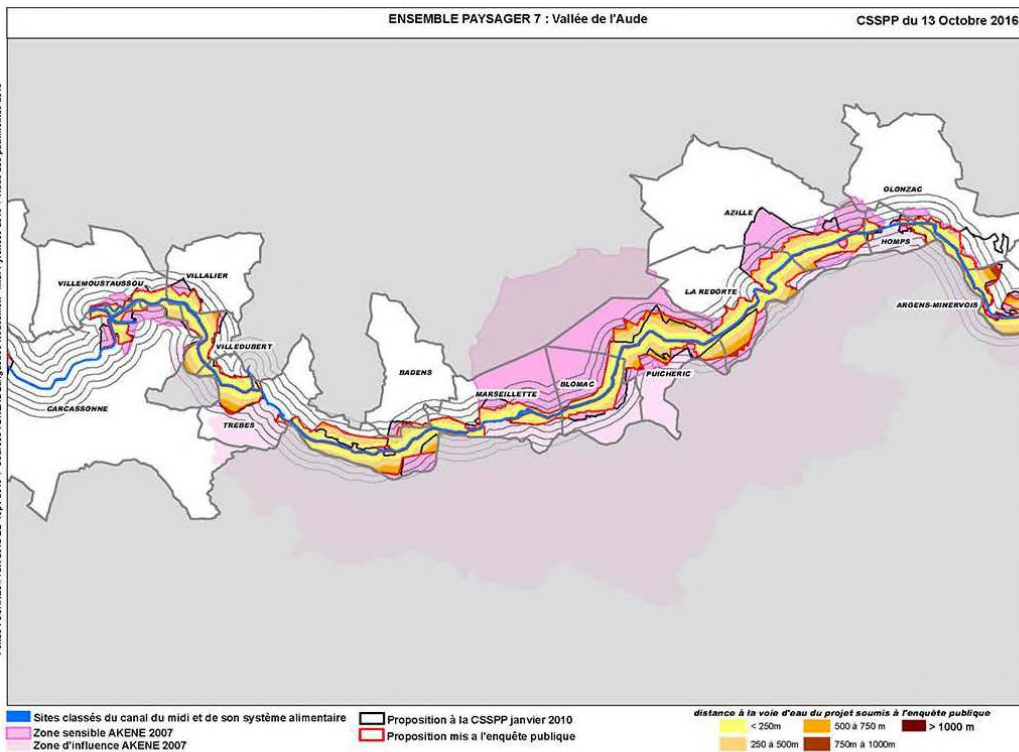 ENSEMBLE PAYSAGER 7 : Vallée de l'Aude
CSSPP du 13 Octobre 2016
OLONZAC
AZILLE
HOMPS
VILLALIER
VILLEMOUSTAUSSOU
LA REDORTE
ARGENS-MINERVOIS
VILLEDUBERT
BADENS
PUICHERIC
BLOMAC
MARSEILLETTE
CARCASSONNE
TREBES
Sites classés du canal du midi et de son système alimentaire
Zone sensible AKENE 2007
Zone d'influence AKENE 2007
Proposition à la CSSPP janvier 2010
Proposition mis a l'enquête publique
distance à la voie d'eau du projet soumis à l'enquête publique
< 250m
250 à 500m
500 à 750 m
750m à 1000m
> 1000 m